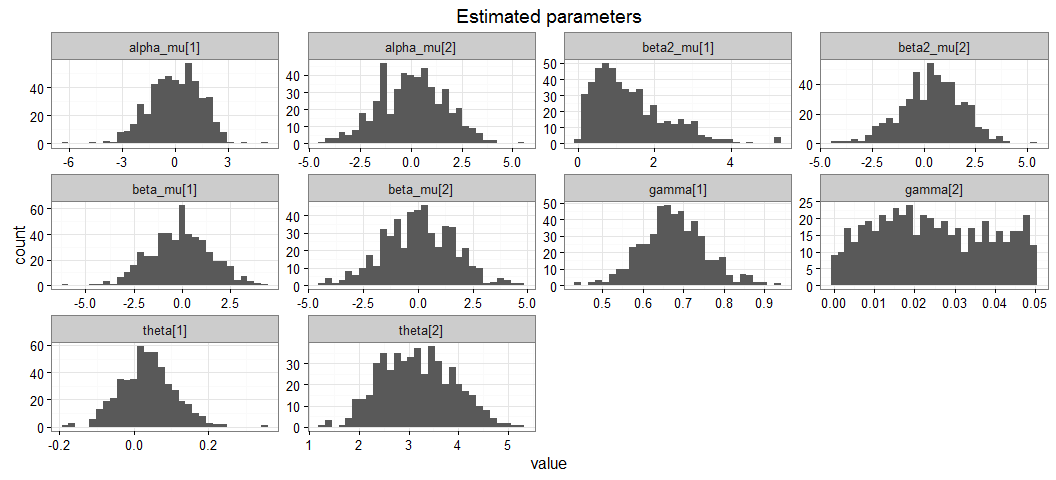 Estimated parameters
alpha_mu[1] alpha_mu[2] beta2_mu[1] beta2_mu[2]
40
20
0
-6 -3 0 3
40
30
20
10
0
-5.0 -2.5 0.0 2.5 5.0
50
40
30
20
10
0
0 2 4
40
20
0
-5.0 -2.5 0.0 2.5 5.0
beta_mu[1] beta_mu[2] gamma[1] gamma[2]
60
40
20
0
-5.0 -2.5 0.0 2.5
40
30
20
10
0
-5.0 -2.5 0.0 2.5 5.0
50
40
30
20
10
0
0.5 0.6 0.7 0.8 0.9
25
20
15
10
5
0
0.00 0.01 0.02 0.03 0.04 0.05
count
theta[1] theta[2]
60
40
20
0
-0.2 0.0 0.2
30
20
10
0
1 2 3 4 5
value